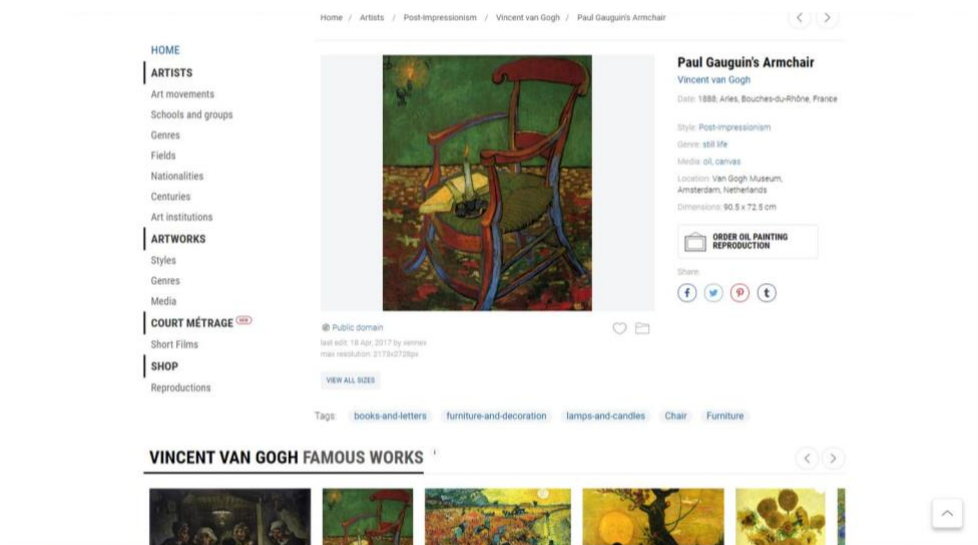 Home / Artists / Post-Impressionism / Vincent van Gogh / Paul Gauguin's Armchair
HOME
ARTISTS
Art movements
Schools and groups
Genres
Fields
Nationalities
Centuries
Art institutions
ARTWORKS
Styles
Genres
Media
COURT MÉTRAGE NEW
Short Films
SHOP
Reproductions
Paul Gauguin's Armchair
Vincent van Gogh
Date: 1888; Arles, Bouches-du-Rhône, France
Style: Post-Impressionism
Genre: still life
Media: oil, canvas
Location: Van Gogh Museum,
Amsterdam, Netherlands
Dimensions: 90.5 x 72.5 cm
ORDER OIL PAINTING
REPRODUCTION
Share:
Public domain
last edit: 18 Apr, 2017 by xennex
max resolution: 2173x2728px
VIEW ALL SIZES
Tags: books-and-letters furniture-and-decoration lamps-and-candles Chair Furniture
VINCENT VAN GOGH FAMOUS WORKS